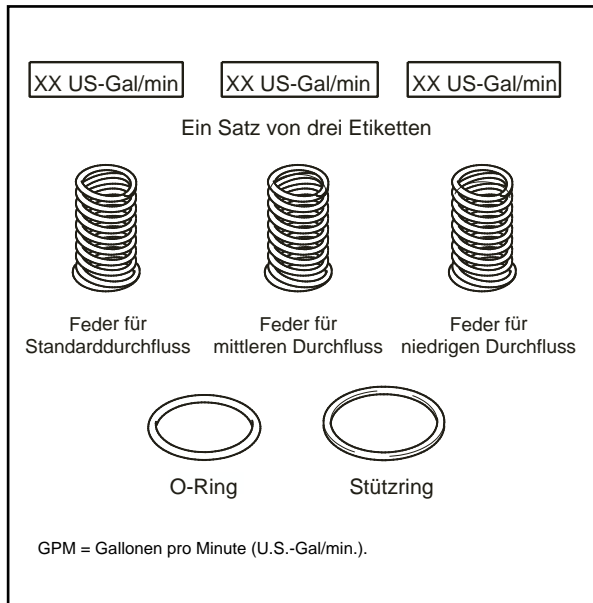 XX US-Gal/min XX US-Gal/min XX US-Gal/min
Ein Satz von drei Etiketten
Feder für Feder für Feder für
Standarddurchfluss mittleren Durchfluss niedrigen Durchfluss
O-Ring Stützring
GPM = Gallonen pro Minute (U.S.-Gal/min.).